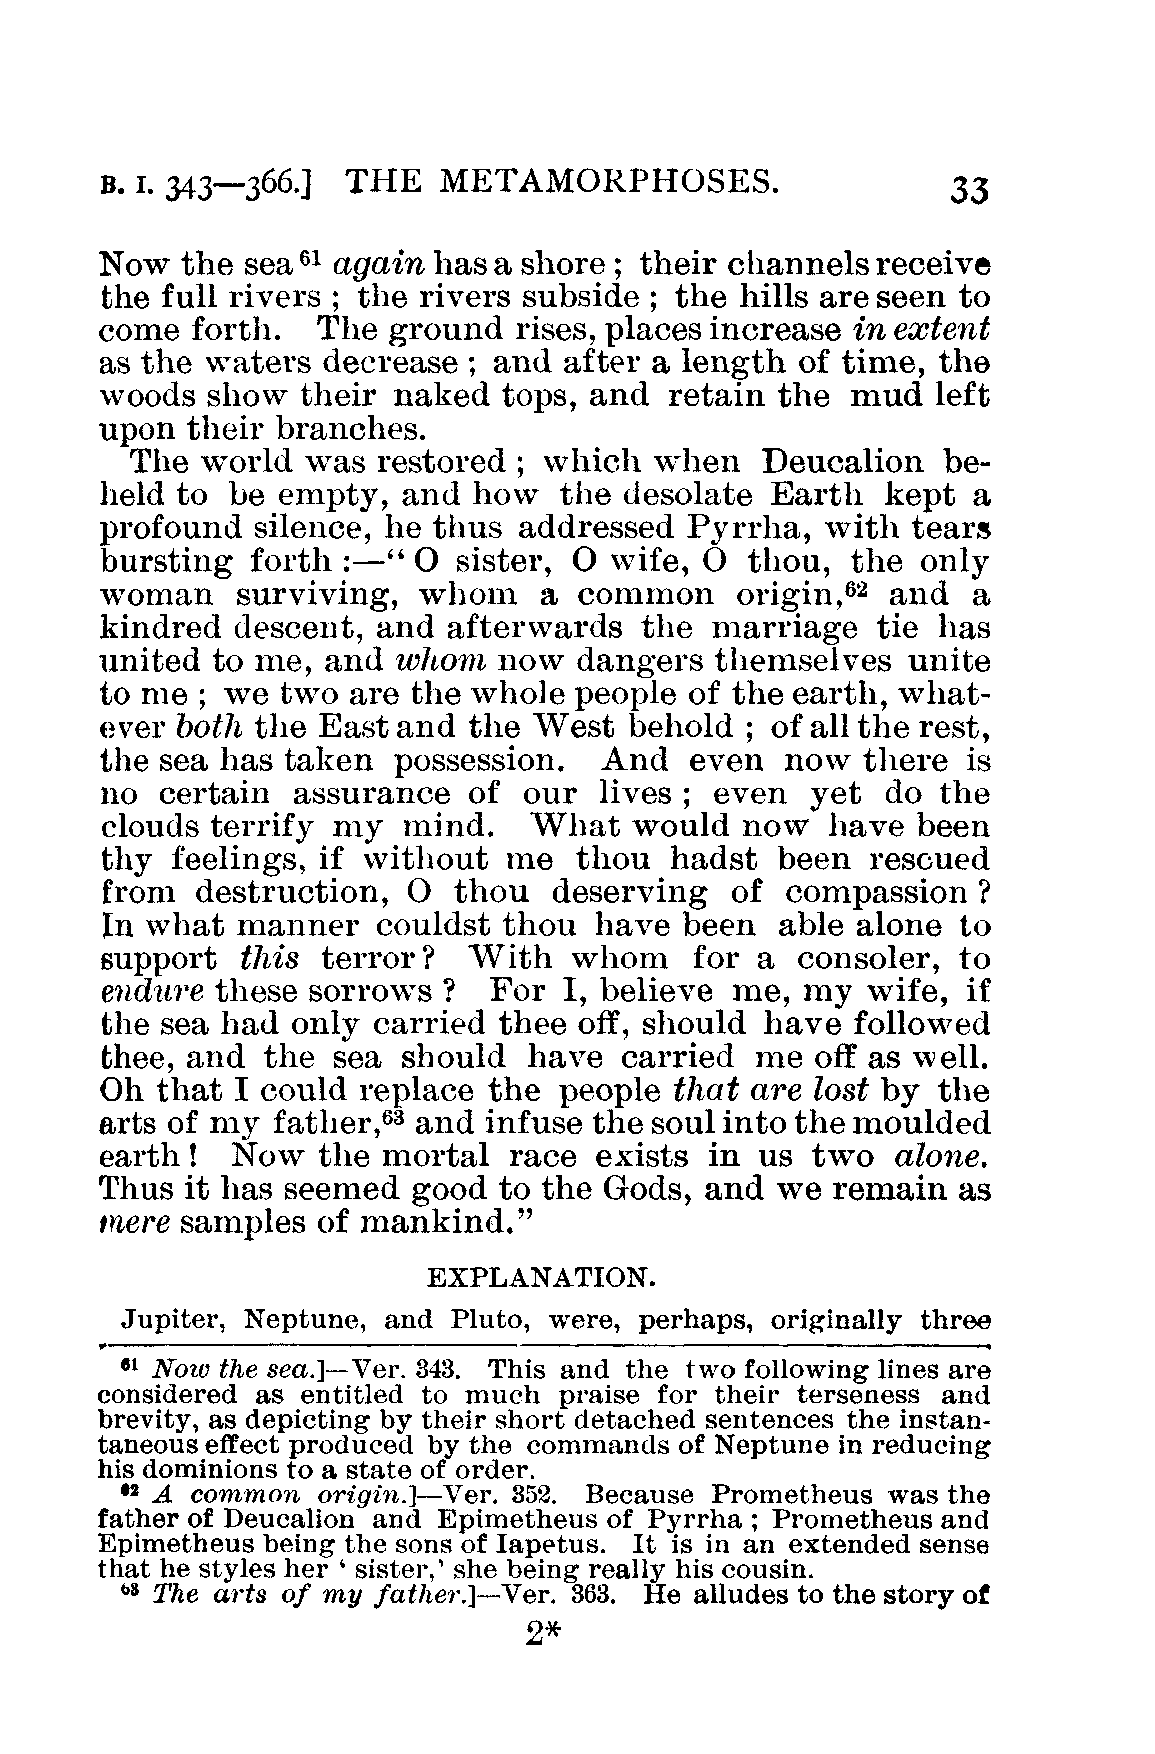 B. I. 343—366.] THE METAMORPHOSES. 33
Now the sea⁶¹ again has a shore ; their channels receive
the full rivers ; the rivers subside ; the hills are seen to
come forth. The ground rises, places increase in extent
as the waters decrease ; and after a length of time, the
woods show their naked tops, and retain the mud left
upon their branches.
The world was restored ; which when Deucalion be-
held to be empty, and how the desolate Earth kept a
profound silence, he thus addressed Pyrrha, with tears
bursting forth :—“ O sister, O wife, O thou, the only
woman surviving, whom a common origin,⁶² and a
kindred descent, and afterwards the marriage tie has
united to me, and whom now dangers themselves unite
to me ; we two are the whole people of the earth, what-
ever both the East and the West behold ; of all the rest,
the sea has taken possession. And even now there is
no certain assurance of our lives ; even yet do the
clouds terrify my mind. What would now have been
thy feelings, if without me thou hadst been rescued
from destruction, O thou deserving of compassion ?
In what manner couldst thou have been able alone to
support this terror ? With whom for a consoler, to
endure these sorrows ? For I, believe me, my wife, if
the sea had only carried thee off, should have followed
thee, and the sea should have carried me off as well.
Oh that I could replace the people that are lost by the
arts of my father,⁶³ and infuse the soul into the moulded
earth ! Now the mortal race exists in us two alone.
Thus it has seemed good to the Gods, and we remain as
mere samples of mankind.”
EXPLANATION.
Jupiter, Neptune, and Pluto, were, perhaps, originally three
⁶¹ Now the sea.]—Ver. 343. This and the two following lines are
considered as entitled to much praise for their terseness and
brevity, as depicting by their short detached sentences the instan-
taneous effect produced by the commands of Neptune in reducing
his dominions to a state of order.
⁶² A common origin.]—Ver. 352. Because Prometheus was the
father of Deucalion and Epimetheus of Pyrrha ; Prometheus and
Epimetheus being the sons of Iapetus. It is in an extended sense
that he styles her ‘ sister,’ she being really his cousin.
⁶³ The arts of my father.]—Ver. 363. He alludes to the story of
2*